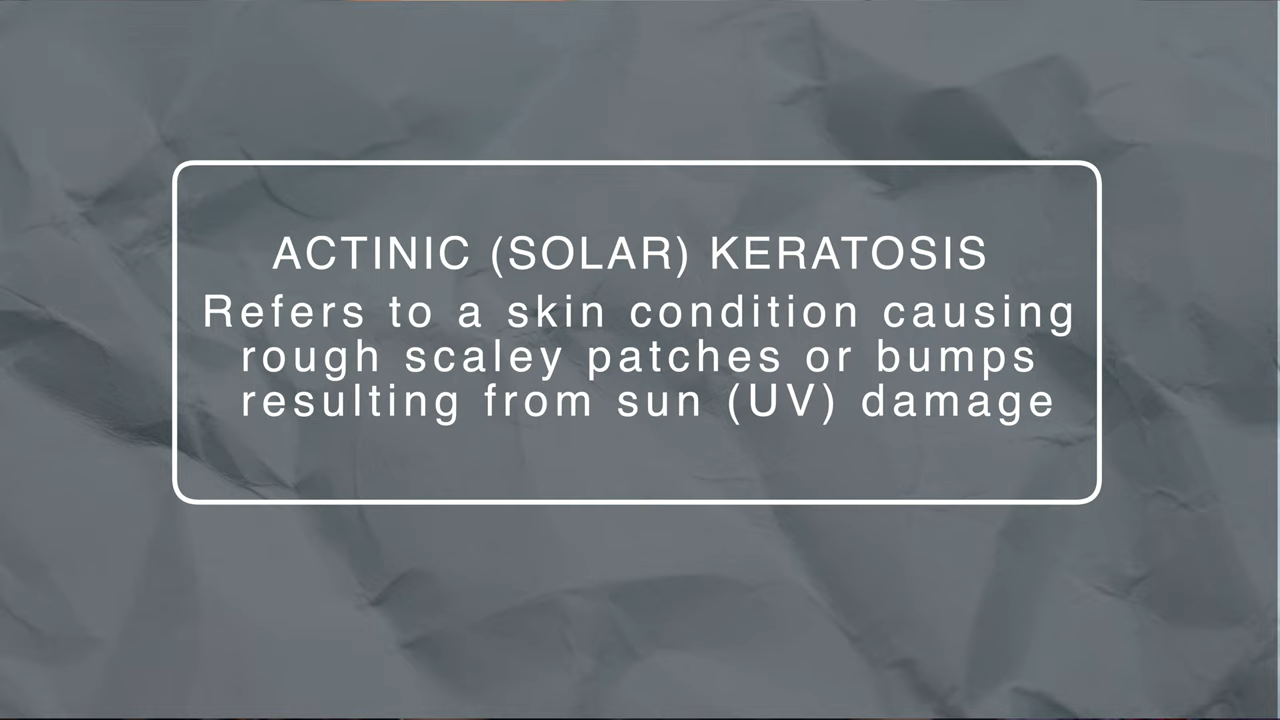 ACTINIC (SOLAR) KERATOSIS
Refers to a skin condition causing
rough scaley patches or bumps
resulting from sun (UV) damage